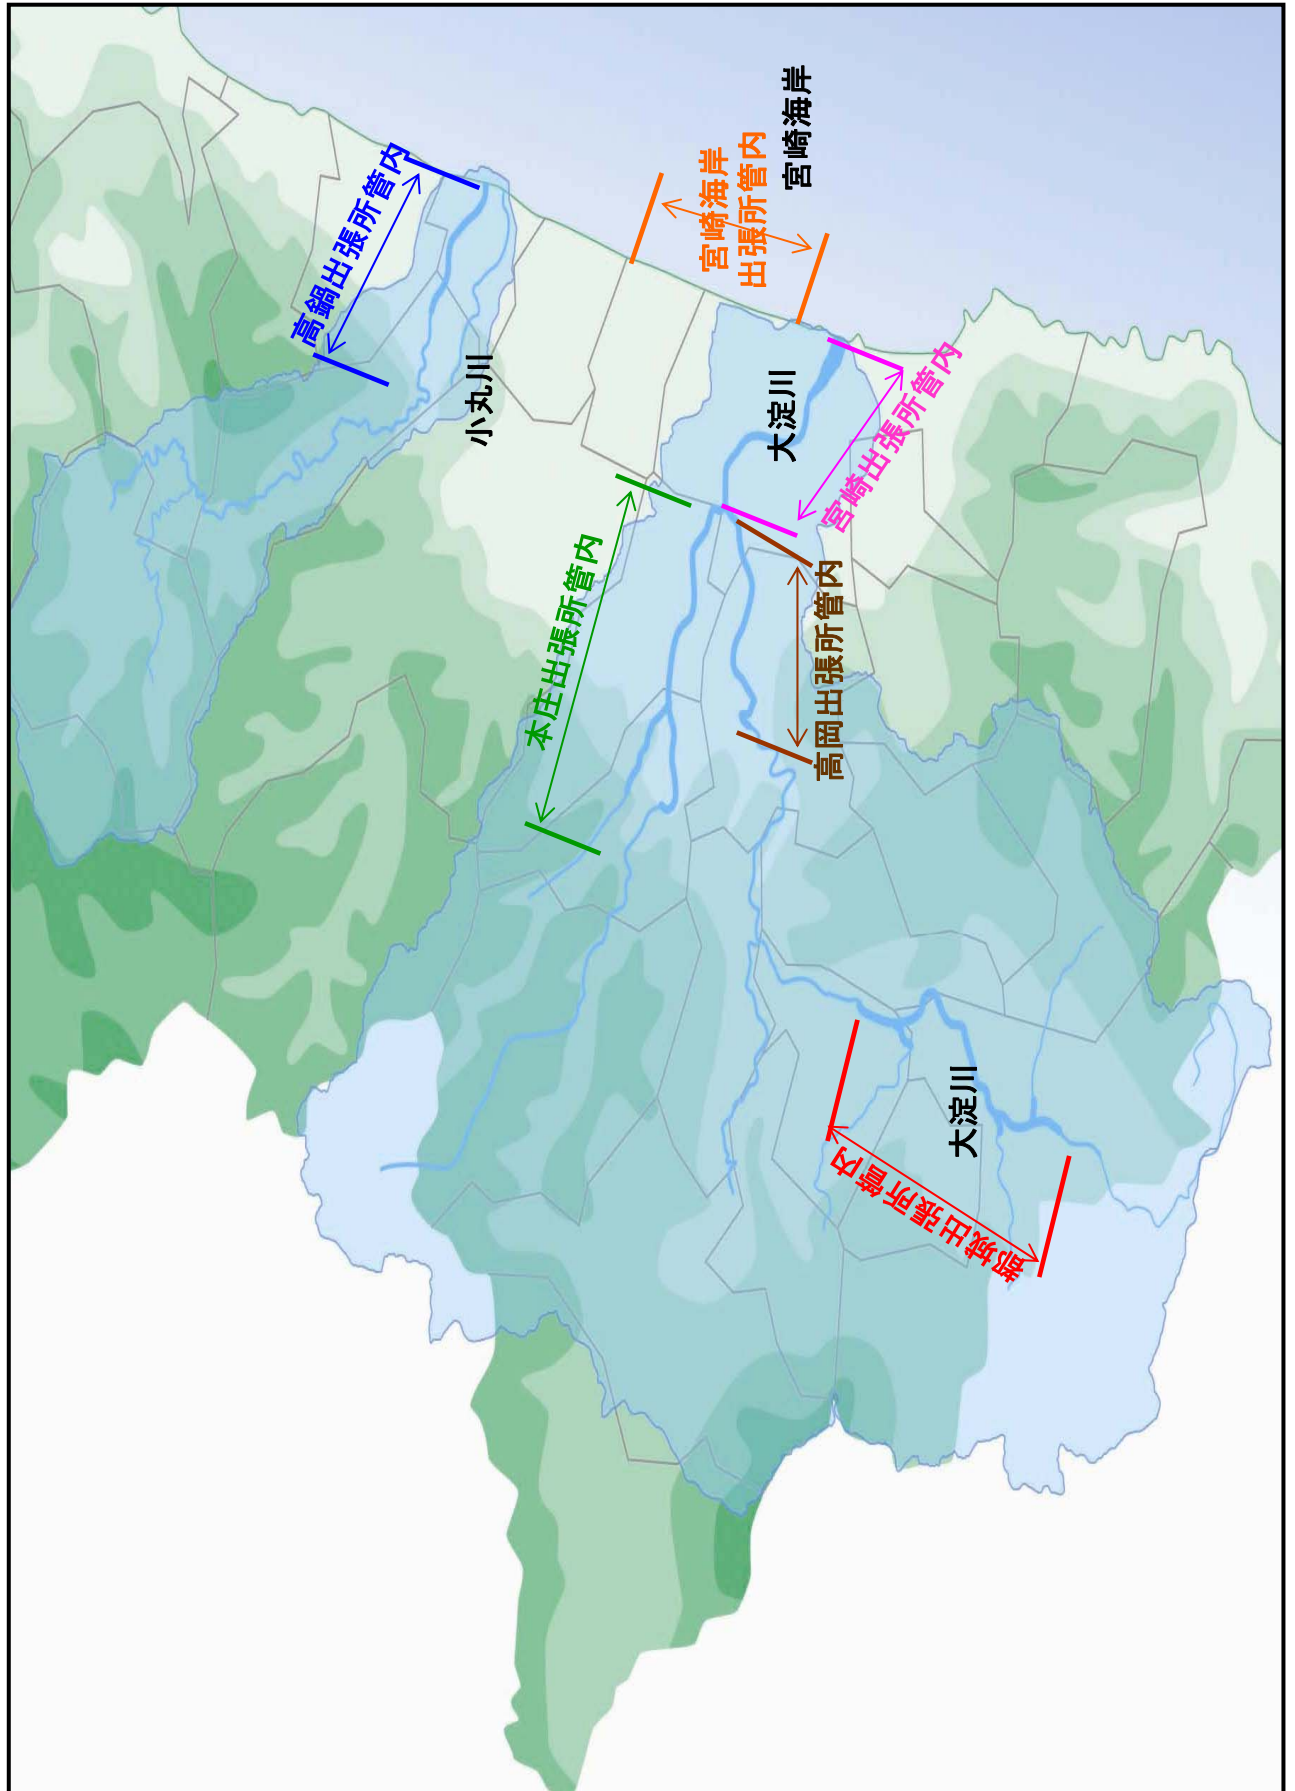 高鍋出張所管内
宮崎海岸
出張所管内
宮崎海岸
小丸川
大淀川
宮崎出張所管内
本庄出張所管内
高岡出張所管内
大淀川
都城出張所管内